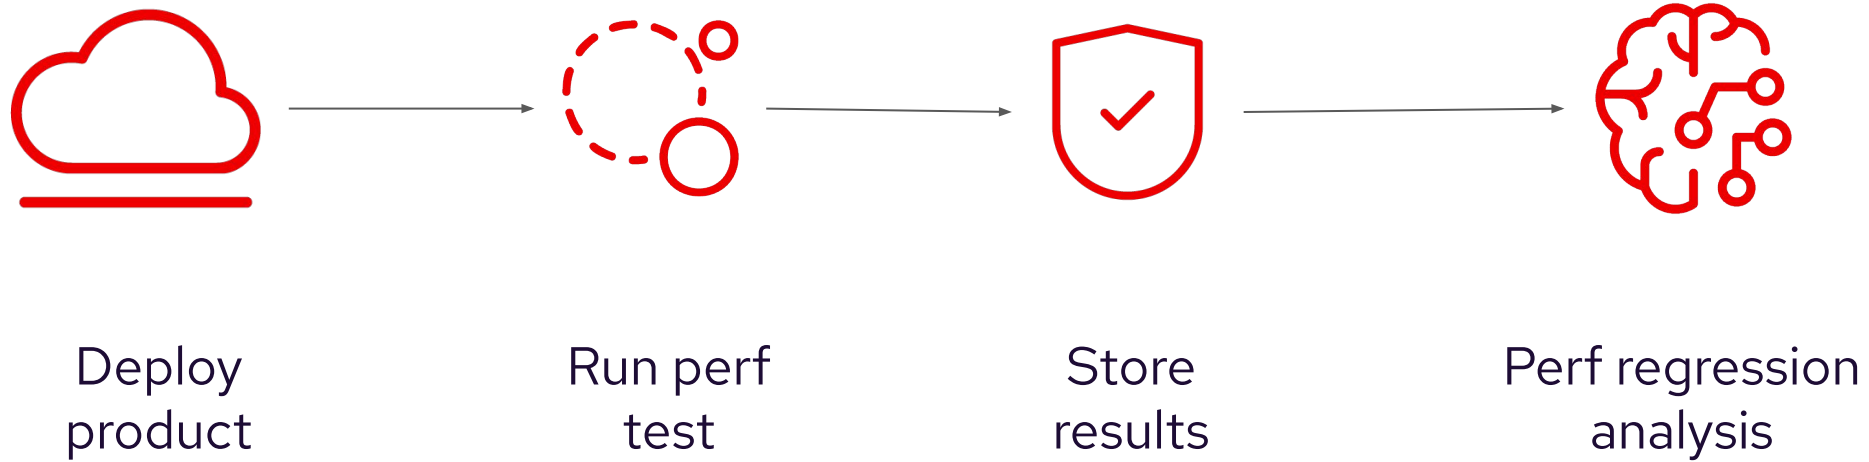 Deploy
product
Run perf
test
Store
results
Perf regression
analysis